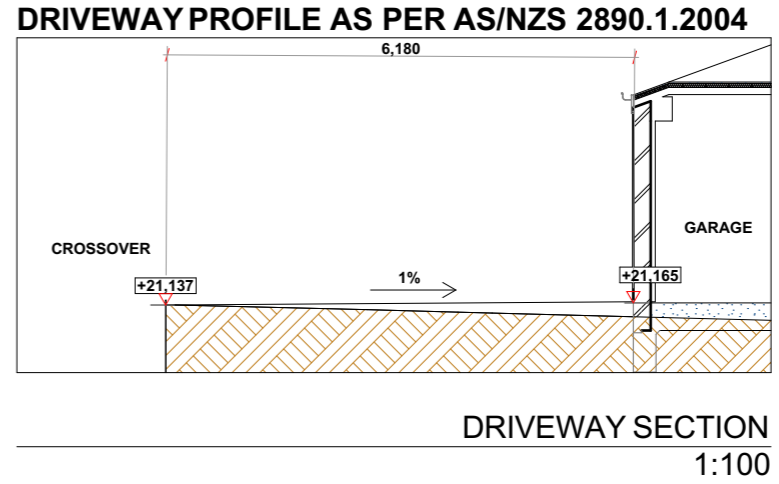 DRIVEWAY PROFILE AS PER AS/NZS 2890.1.2004
6,180
CROSSOVER
GARAGE
+21,137
1%
+21,165
DRIVEWAY SECTION
1:100